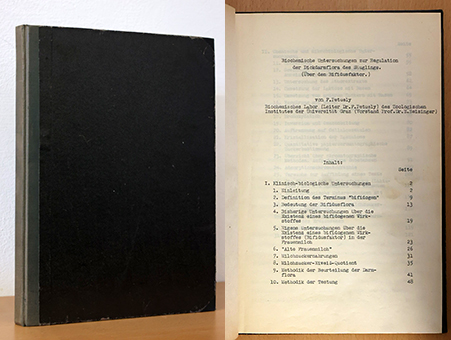 Biochemische Untersuchungen zur Regulation
der Dickdarmflora des Säuglings.
(Über den Bifidusfaktor.)
von F.Petuely
Biochemisches Labor (Leiter Dr.F.Petuely) des Zoologischen
Institutes der Universität Graz (Vorstand Prof.Dr.E.Reisinger)
Inhalt:
Seite
I. Klinisch-biologische Untersuchungen 2
1. Einleitung 2
2. Definition des Terminus "bifidogen" 9
3. Bedeutung der Bifidusflora 13
4. Bisherige Untersuchungen über die
Existenz eines bifidogenen Wirk-
stoffes 19
5. Eigene Untersuchungen über die
Existenz eines bifidogenen Wirk-
stoffes (Bifidusfaktor) in der
Frauenmilch 23
6. "Alte Frauenmilch" 26
7. Milchzuckernahrungen 31
8. Milchzucker-Eiweiß-Quotient 35
9. Methodik der Beurteilung der Darm-
flora 41
10. Methodik der Testung 48